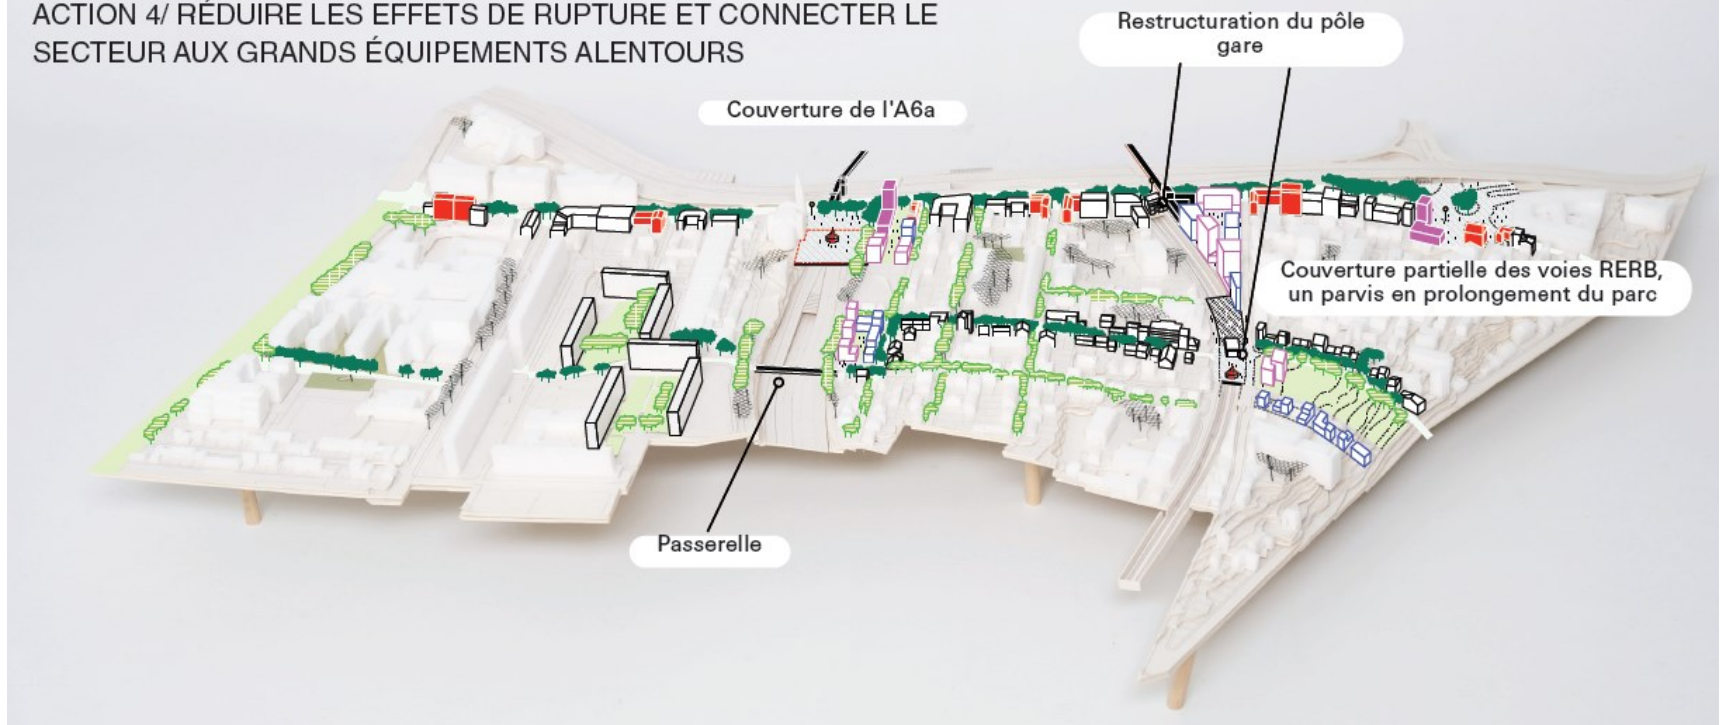 ACTION 4/ RÉDUIRE LES EFFETS DE RUPTURE ET CONNECTER LE
SECTEUR AUX GRANDS ÉQUIPEMENTS ALENTOURS
Restructuration du pôle
gare
Couverture de l'A6a
Couverture partielle des voies RERB,
un parvis en prolongement du parc
Passerelle